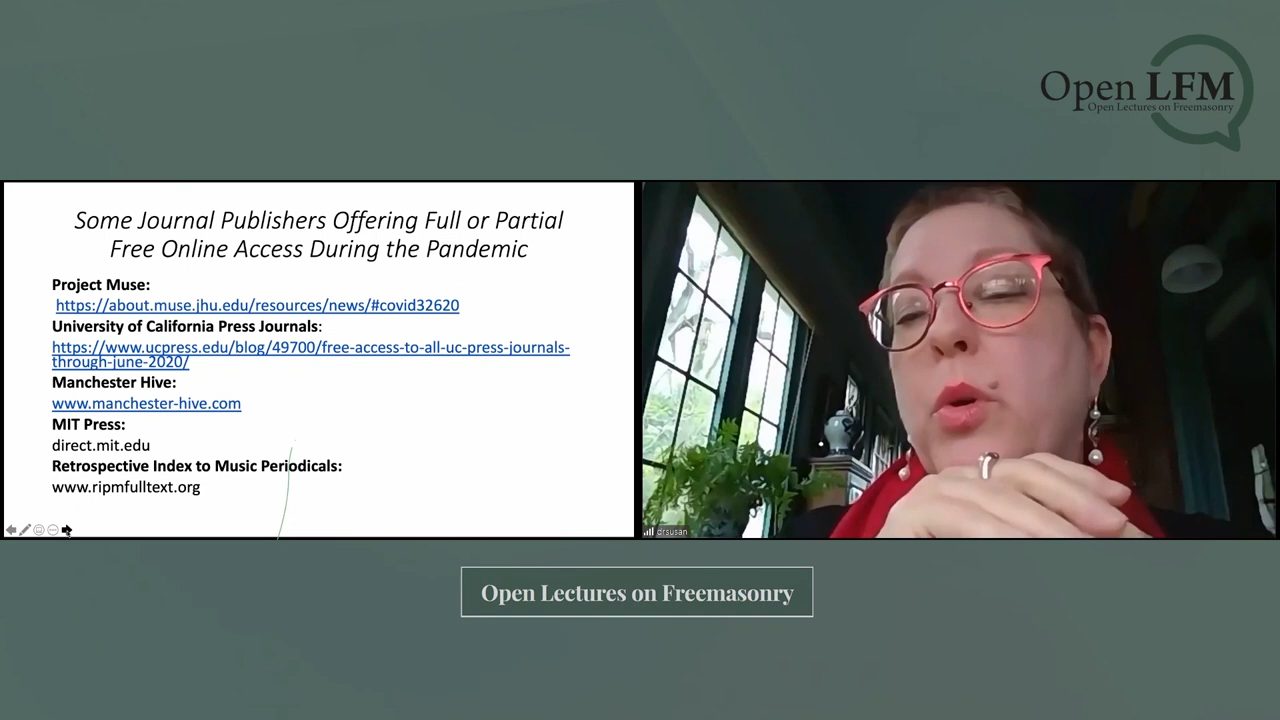 Open LFM
Open Lectures on Freemasonry
Some Journal Publishers Offering Full or Partial
Free Online Access During the Pandemic
Project Muse:
https://about.muse.jhu.edu/resources/news/#covid32620
University of California Press Journals:
https://www.ucpress.edu/blog/49700/free-access-to-all-uc-press-journals-
through-june-2020/
Manchester Hive:
www.manchester-hive.com
MIT Press:
direct.mit.edu
Retrospective Index to Music Periodicals:
www.ripmfulltext.org
drsusan
Open Lectures on Freemasonry